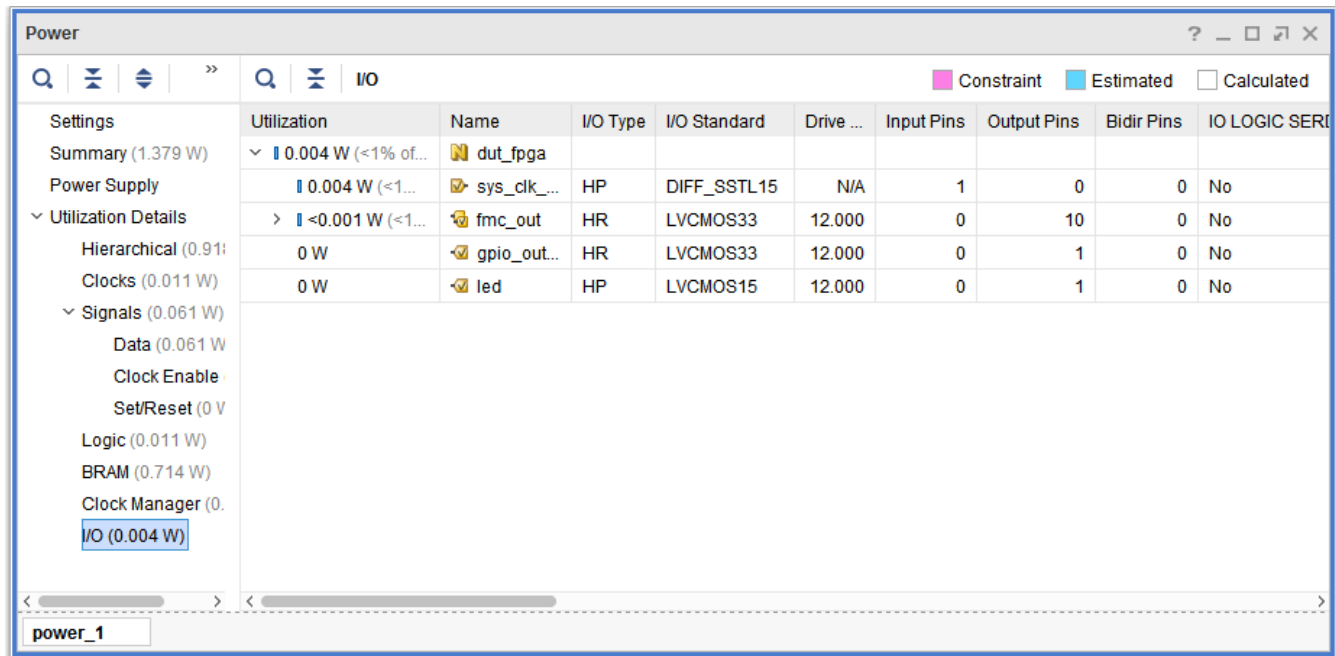 Power
I/O Constraint Estimated Calculated
Settings
Summary (1.379 W)
Power Supply
Utilization Details
Hierarchical (0.918
Clocks (0.011 W)
Signals (0.061 W)
Data (0.061 W
Clock Enable
Set/Reset (0 W
Logic (0.011 W)
BRAM (0.714 W)
Clock Manager (0.
I/O (0.004 W)
Utilization Name I/O Type I/O Standard Drive ... Input Pins Output Pins Bidir Pins IO LOGIC SERD
0.004 W (<1% of... dut_fpga
0.004 W (<1... sys_clk_... HP DIFF_SSTL15 N/A 1 0 0 No
<0.001 W (<1... fmc_out HR LVCMOS33 12.000 0 10 0 No
0 W gpio_out... HR LVCMOS33 12.000 0 1 0 No
0 W led HP LVCMOS15 12.000 0 1 0 No
power_1